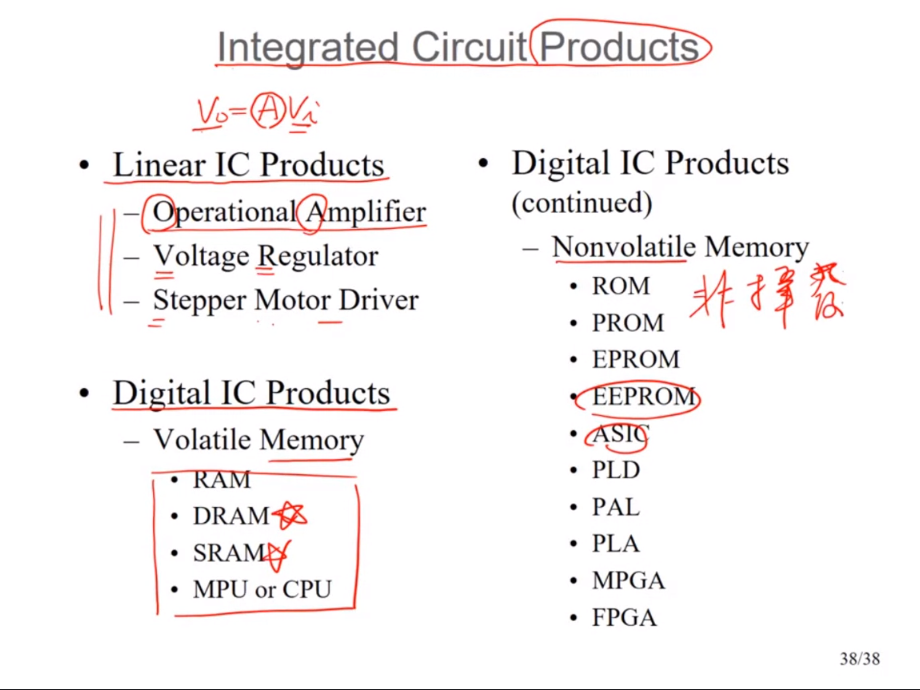 Integrated Circuit Products
Vo=AVi
• Linear IC Products
– Operational Amplifier
– Voltage Regulator
– Stepper Motor Driver
• Digital IC Products
– Volatile Memory
• RAM
• DRAM
• SRAM
• MPU or CPU
• Digital IC Products
(continued)
– Nonvolatile Memory
• ROM
非揮發
• PROM
• EPROM
• EEPROM
• ASIC
• PLD
• PAL
• PLA
• MPGA
• FPGA
38/38